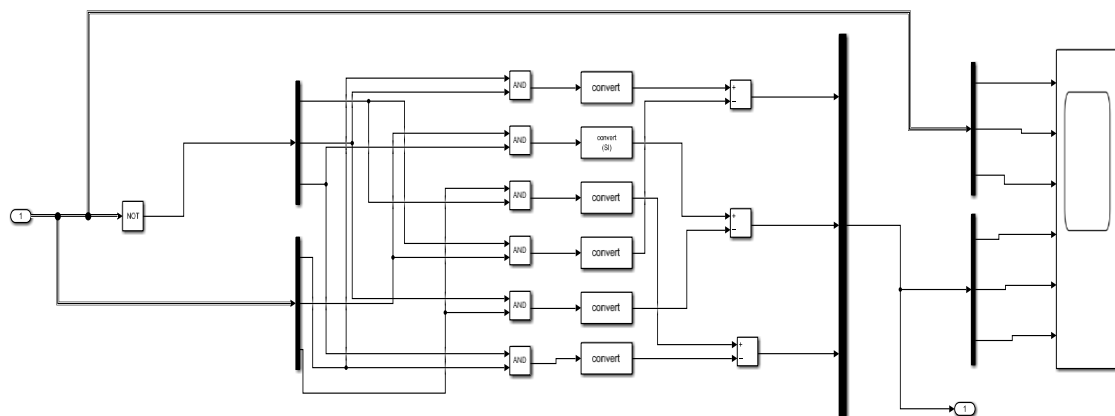 AND
convert
+
−
AND
convert
(SI)
1
NOT
AND
convert
+
−
AND
convert
AND
convert
+
−
AND
convert
1